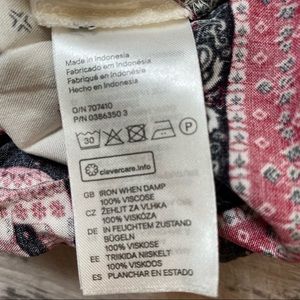 Made in Indonesia
Fabricado em Indonésia
Fabriqué en Indonésie
Hecho en Indonesia
O/N 707410
P/N 0386350 3
30
P
clevercare.info
GB IRON WHEN DAMP
100% VISCOSE
CZ ŽEHLIT ZA VLHKA
100% VISKÓZA
DE IN FEUCHTEM ZUSTAND
BÜGELN
100% VISKOSE
EE TRIIKIDA NISKELT
100% VISKOOS
ES PLANCHAR EN ESTADO